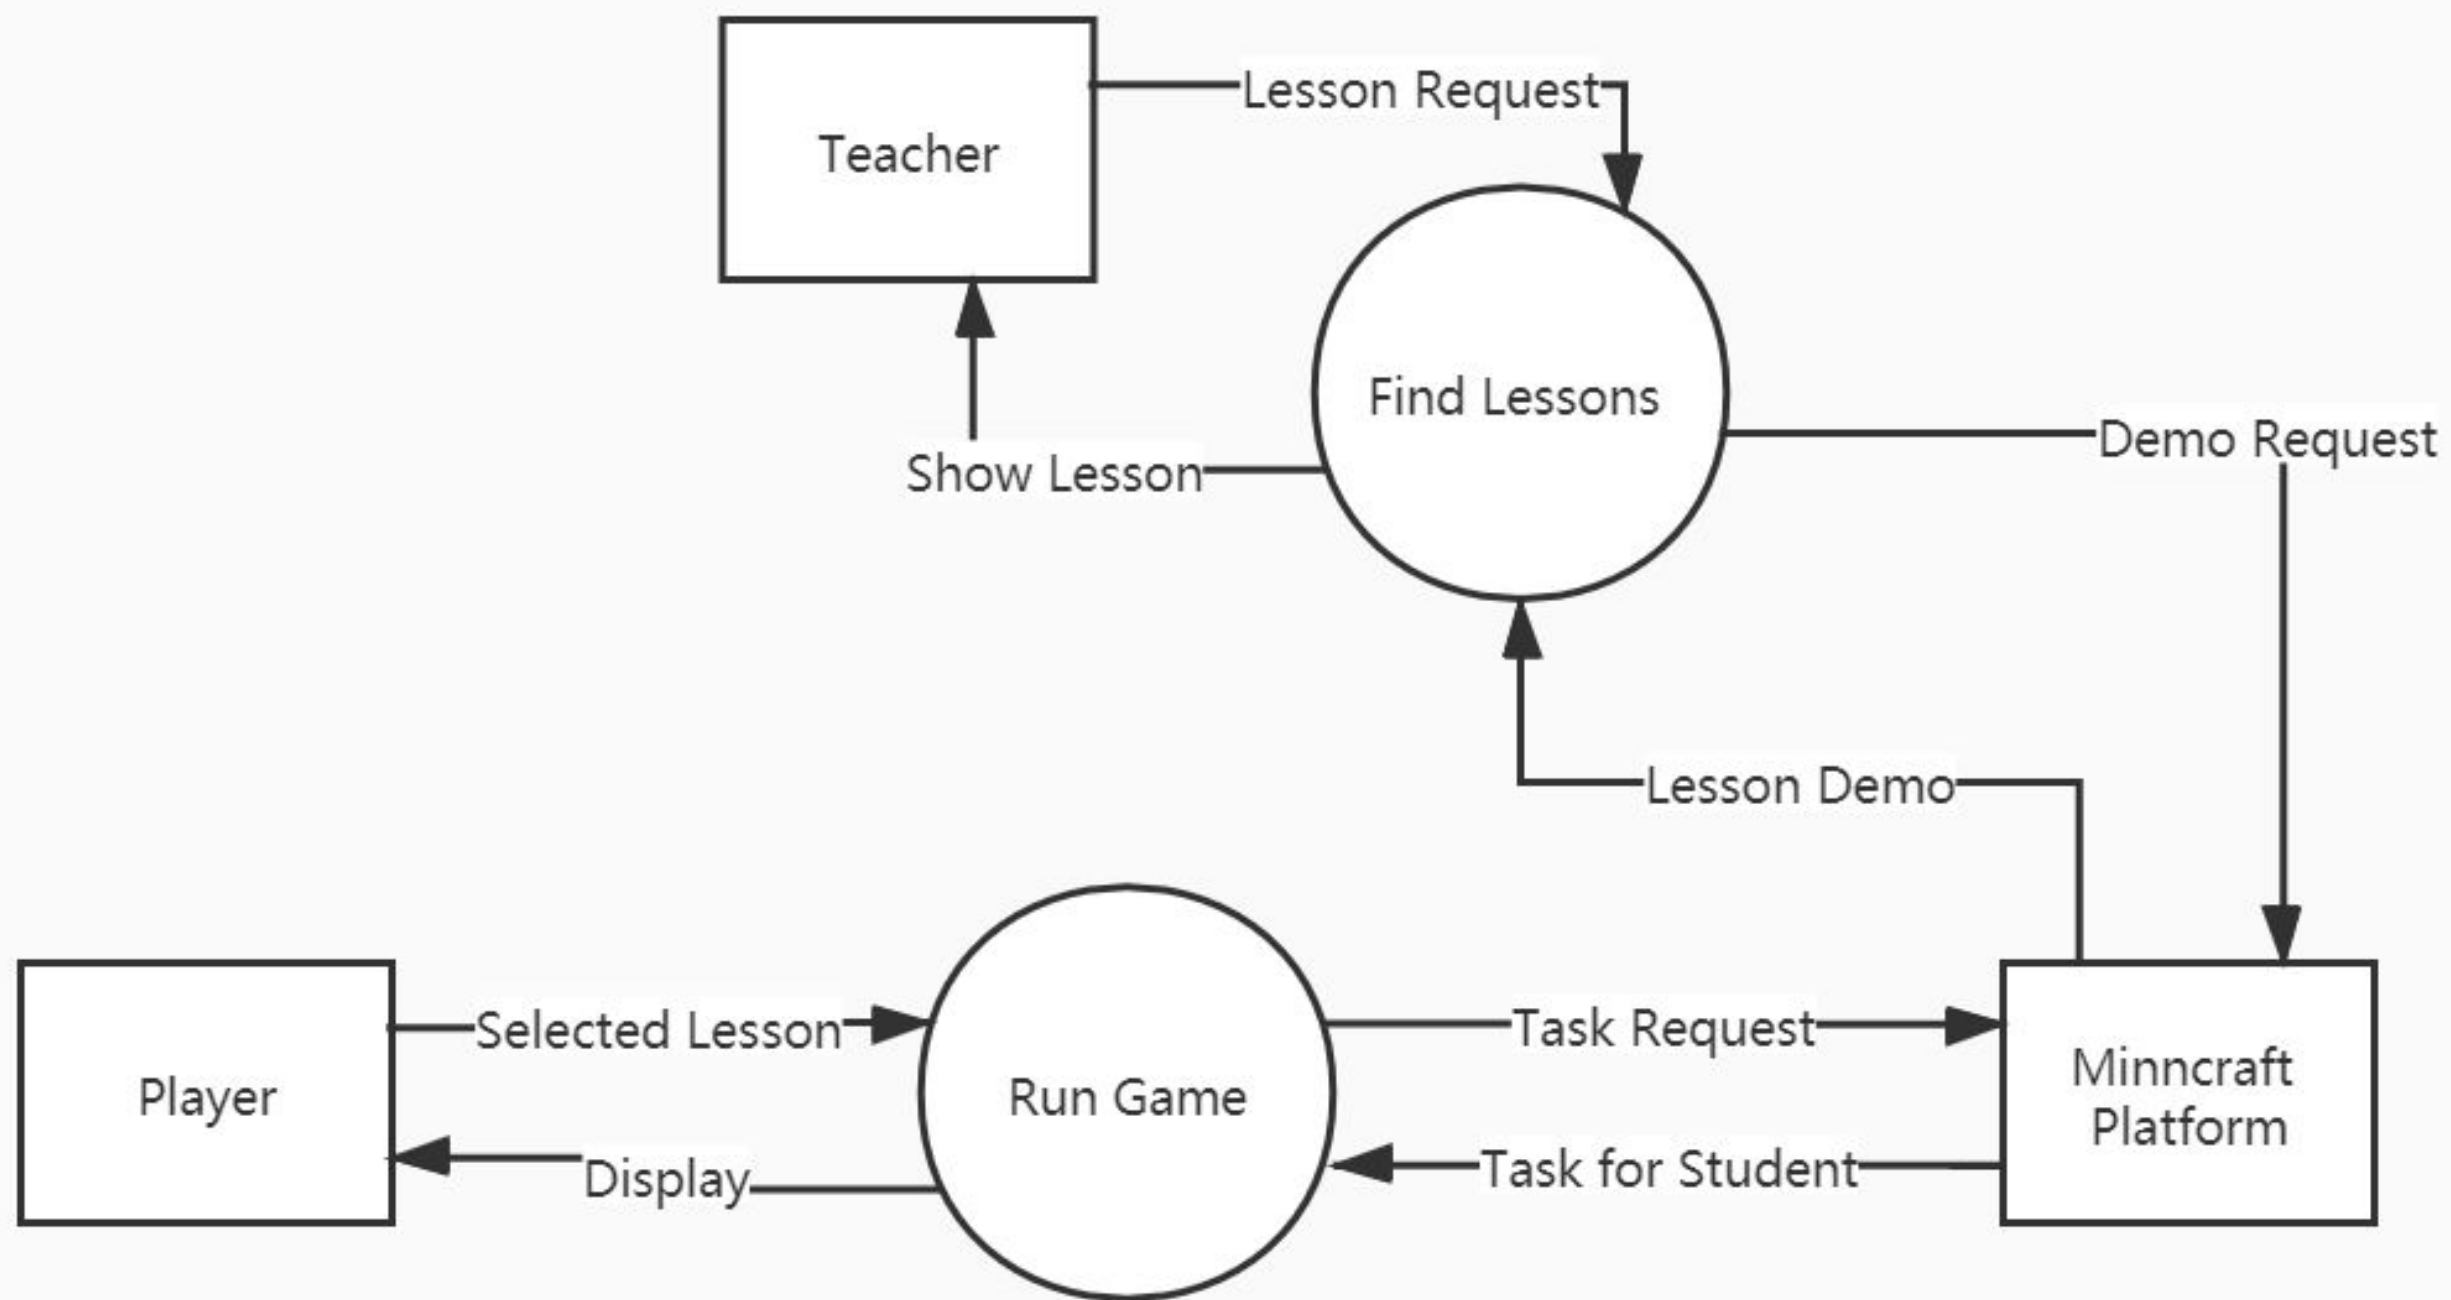 Lesson Request
Teacher
Find Lessons
Demo Request
Show Lesson
Lesson Demo
Selected Lesson
Task Request
Player
Run Game
Minncraft
Platform
Display
Task for Student